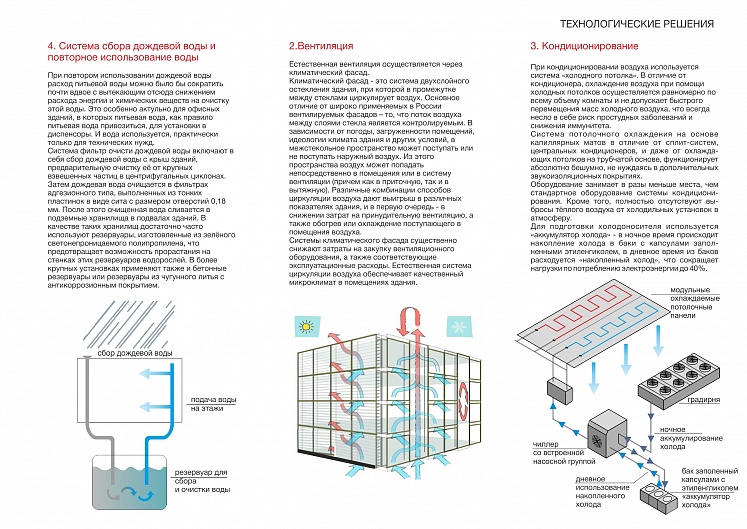 ТЕХНОЛОГИЧЕСКИЕ РЕШЕНИЯ
4. Система сбора дождевой воды и
повторное использование воды
При повтором использовании дождевой воды
расход питьевой воды можно было бы сократить
почти вдвое с вытекающим отсюда снижением
расхода энергии и химических веществ на очистку
этой воды. Это особенно актуально для офисных
зданий, в которых питьевая вода, как правило
питьевая вода привозиться, для установки и
диспенсеры. И вода используется, практически
только для технических нужд.
Система фильтр очисти дождевой воды включают в
себя сбор дождевой воды с крыш зданий,
предварительную очистку её от крупных
взвешенных частиц в центрифугальных циклонах.
Затем дождевая вода очищается в фильтрах
адгезионного типа, выполненных из тонких
пластинок в виде сита с размером отверстий 0,18
мм. После этого очищенная вода сливается в
подземные хранилища в подвалах зданий. В
качестве таких хранилищ достаточно часто
используют резервуары, изготовленные из зелёного
светонепроницаемого полипропилена, что
предотвращает возможность прорастания на
стенках этих резервуаров водорослей. В более
крупных установках применяют также и бетонные
резервуары или резервуары из чугунного литья с
антикоррозинным покрытием.
сбор дождевой воды
подача воды
на этажи
резервуар для
сбора
и очистки воды
2.Вентиляция
Естественная вентиляция осуществляется через
климатический фасад.
Климатический фасад - это система двухслойного
остекления здания, при которой в промежутке
между стеклами циркулирует воздух. Основное
отличие от широко применяемых в России
вентилируемых фасадов – то, что поток воздуха
между слоями стекла является контролируемым. В
зависимости от погоды, загруженности помещений,
идеологии климата здания и других условий, в
межстекольное пространство может поступать или
не поступать наружный воздух. Из этого
пространства воздух может попадать
непосредственно в помещения или в систему
вентиляции (причем как в приточную, так и в
вытяжную). Различные комбинации способов
циркуляции воздуха дают выигрыш в различных
показателях здания, и в первую очередь - в
снижении затрат на принудительную вентиляцию, а
также обогрев или охлаждение поступающего в
помещения воздуха.
Системы климатического фасада существенно
снижают затраты на закупку вентиляционного
оборудования, а также соответствующие
эксплуатационные расходы. Естественная система
циркуляции воздуха обеспечивает качественный
микроклимат в помещениях здания.
3. Кондиционирование
При кондиционировании воздуха используется
система «холодного потолка». В отличие от
кондиционера, охлаждение воздуха при помощи
холодных потолков осуществляется равномерно по
всему объему комнаты и не допускает быстрого
перемещения масс холодного воздуха, что всегда
несло в себе риск простудных заболеваний и
снижения иммунитета.
Система потолочного охлаждения на основе
капиллярных матов в отличие от сплит-систем,
центральных кондиционеров, и даже от охлажда-
ющих потолков на трубчатой основе, функционирует
абсолютно бешумно, не нуждаясь в дополнительных
звукоизоляционных покрытиях.
Оборудование занимает в разы меньше места, чем
стандартное оборудование системы кондициони-
рования. Кроме того, полностью отсутствуют вы-
бросы тёплого воздуха от холодильных установок в
атмосферу.
Для подготовки холодоносителя используется
«аккумулятор холода» - в ночное время происходит
накопление холода в баки с капсулами запол-
ненными этиленгликолем, в дневное время из баков
расходуется «накопленный холод», что сокращает
нагрузки по потреблению электроэнергии до 40%.
модульные
охлаждаемые
потолочные
панели
градирня
ночное
аккумулирование
холода
чиллер
со встроенной
насосной группой
дневное
использование
накопленного
холода
бак заполенный
капсулами с
этиленгликолем
«аккумулятор
холода»